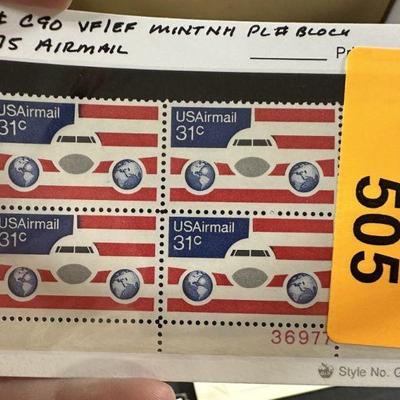 # C90 VF/EF MINTNH PL# BLOCK
75 AIRMAIL
USAirmail
31c
USAirmail
31c
USAirmail
31c
USAirmail
31c
505
36977
Style No.